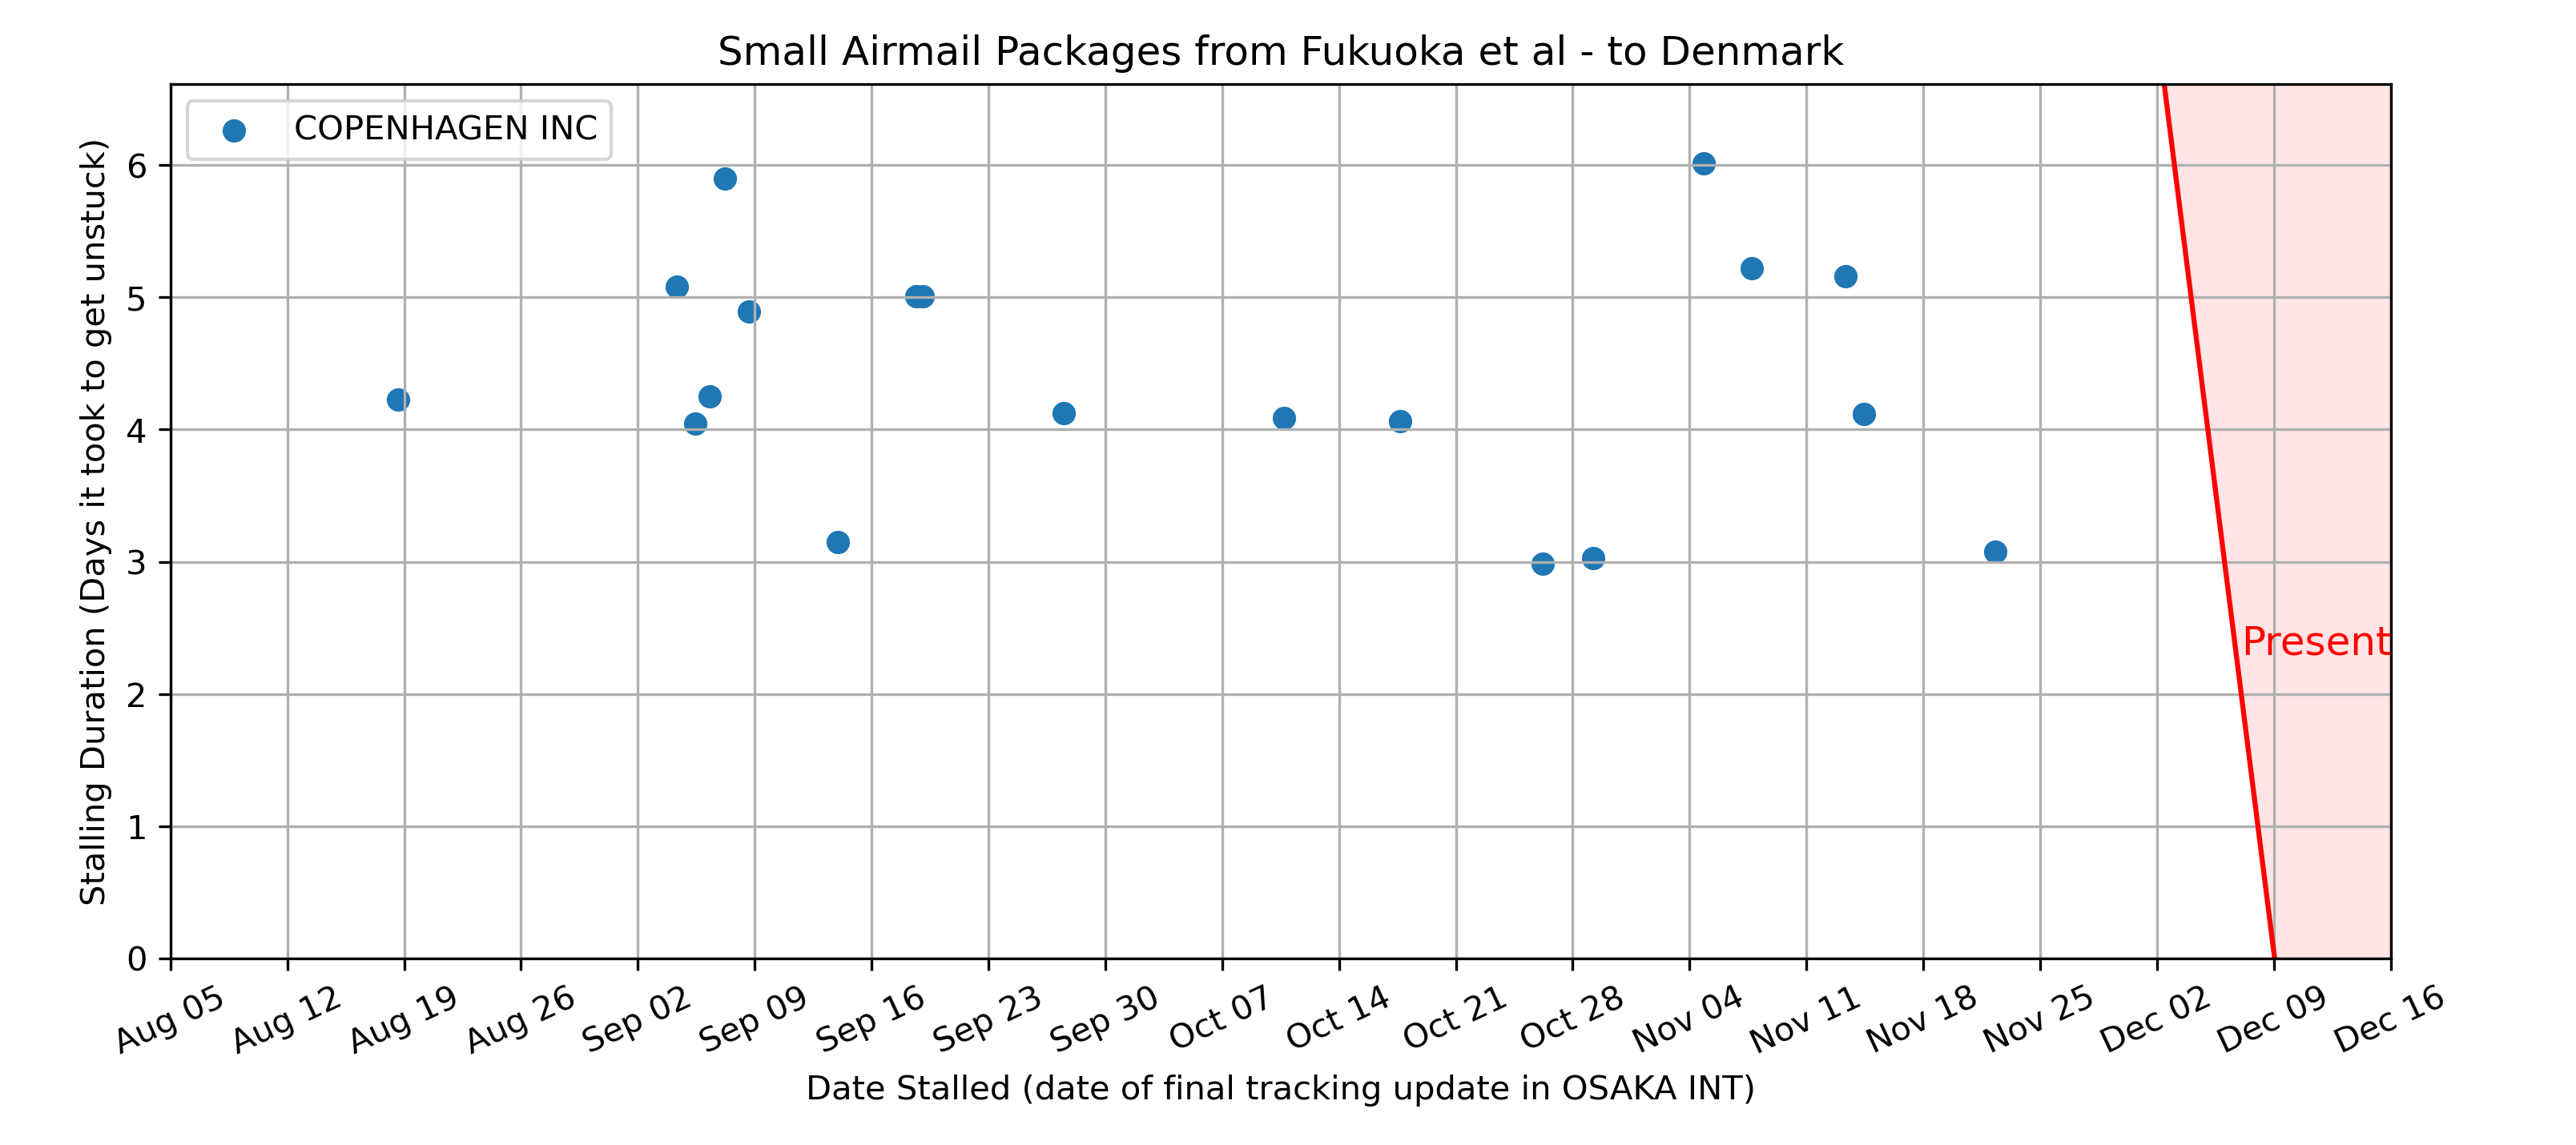 Small Airmail Packages from Fukuoka et al - to Denmark
COPENHAGEN INC
Stalling Duration (Days it took to get unstuck)
6
5
4
3
2
1
0
Present
Aug 05
Aug 12
Aug 19
Aug 26
Sep 02
Sep 09
Sep 16
Sep 23
Sep 30
Oct 07
Oct 14
Oct 21
Oct 28
Nov 04
Nov 11
Nov 18
Nov 25
Dec 02
Dec 09
Dec 16
Date Stalled (date of final tracking update in OSAKA INT)